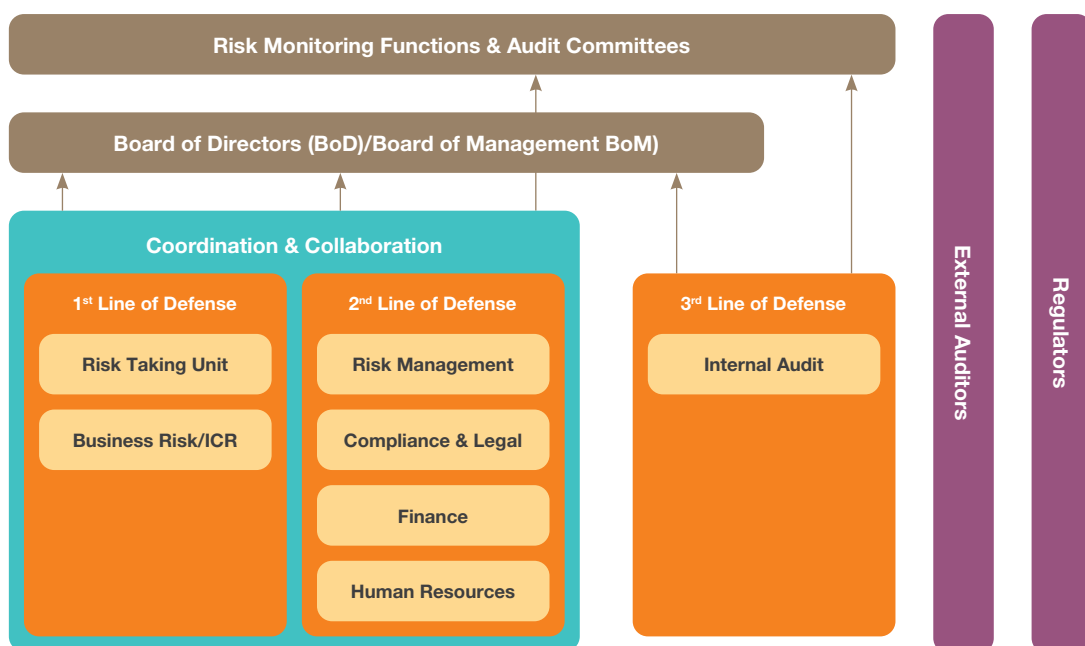 Risk Monitoring Functions & Audit Committees
Board of Directors (BoD)/Board of Management BoM)
Coordination & Collaboration
1st Line of Defense
Risk Taking Unit
Business Risk/ICR
2nd Line of Defense
Risk Management
Compliance & Legal
Finance
Human Resources
3rd Line of Defense
Internal Audit
External Auditors
Regulators